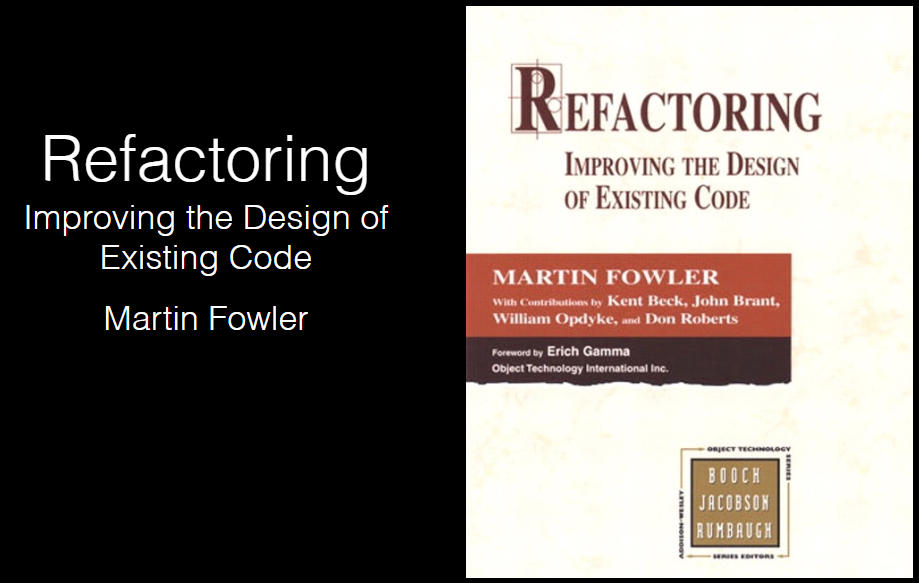 Refactoring
Improving the Design of
Existing Code
Martin Fowler
REFACTORING
IMPROVING THE DESIGN
OF EXISTING CODE
MARTIN FOWLER
With Contributions by Kent Beck, John Brant,
William Opdyke, and Don Roberts
Foreword by Erich Gamma
Object Technology International Inc.
OBJECT TECHNOLOGY
SERIES
BOOCH
JACOBSON
RUMBAUGH
ADDISON-WESLEY
SERIES EDITORS